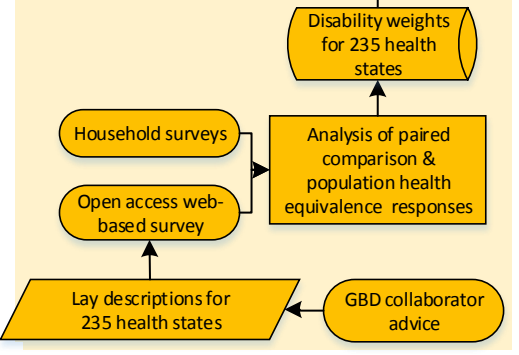 Disability weights
for 235 health
states
Household surveys
Analysis of paired
comparison &
population health
equivalence responses
Open access web-
based survey
Lay descriptions for
235 health states
GBD collaborator
advice